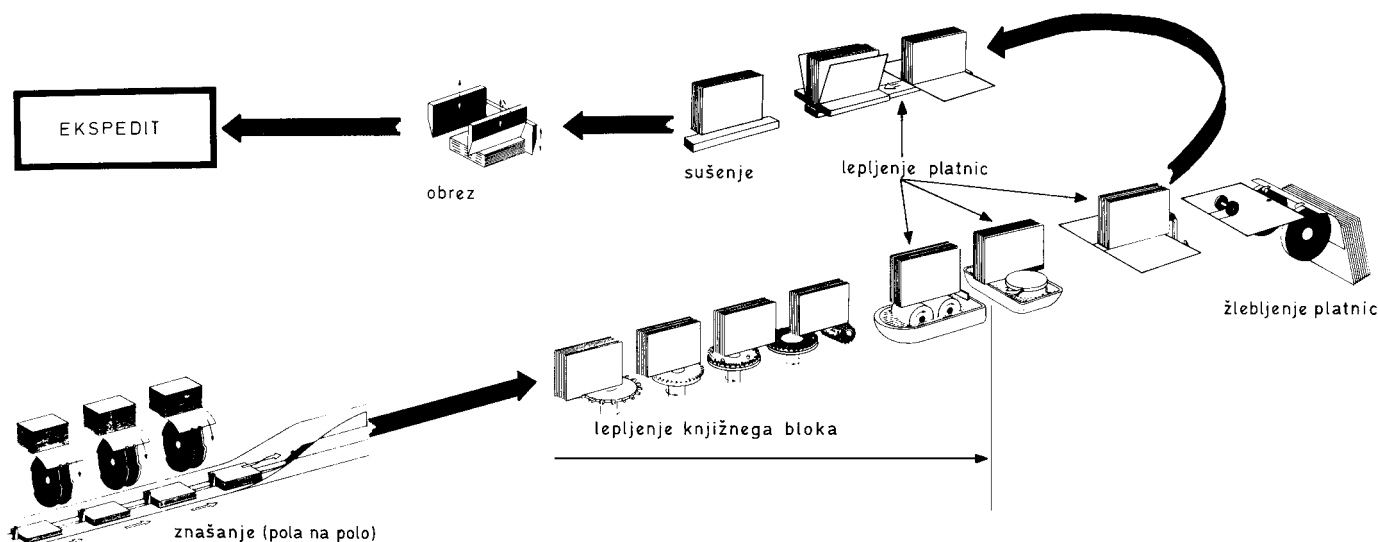 EKSPEDIT
obrez
sušenje
lepljenje platnic
žlebljenje platnic
lepljenje knjižnega bloka
znašanje (pola na polo)